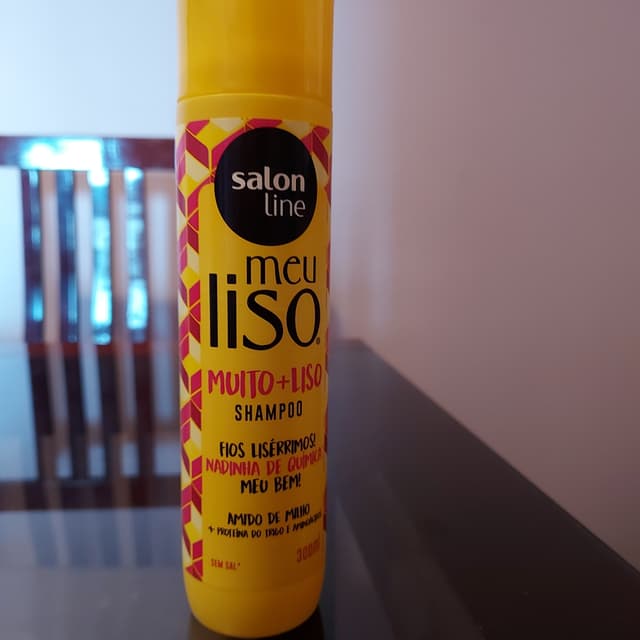 salon
line
meu
liso®
MUITO+LISO
SHAMPOO
FIOS LISÉRRIMOS!
NADINHA DE QUÍMICA
MEU BEM!
AMIDO DE MILHO
+ PROTEÍNA DO TRIGO E AMINOÁCIDOS
SEM SAL*
300ml